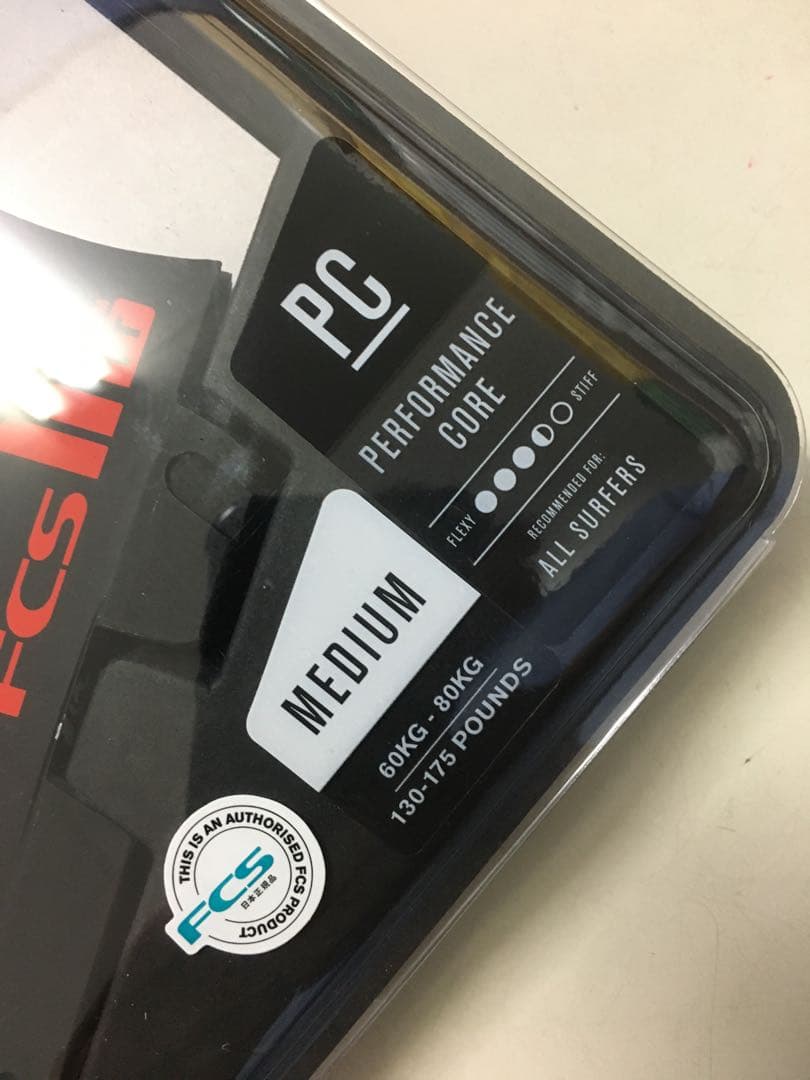 PC
PERFORMANCE
CORE
FLEXY
STIFF
RECOMMENDED FOR:
ALL SURFERS
MEDIUM
60KG - 80KG
130-175 POUNDS
FCS
THIS IS AN AUTHORISED FCS PRODUCT
FCS
日本正規品